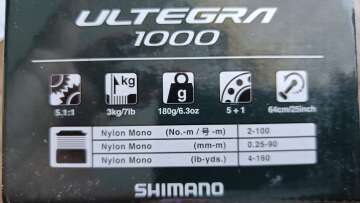 ULTEGRA
1000
kg
g
5.1:1 3kg/7lb 180g/6.3oz 5+1 64cm/25inch
Nylon Mono (No.-m / 号-m) 2-100
Nylon Mono (mm-m) 0.25-90
Nylon Mono (lb-yds.) 4-160
SHIMANO